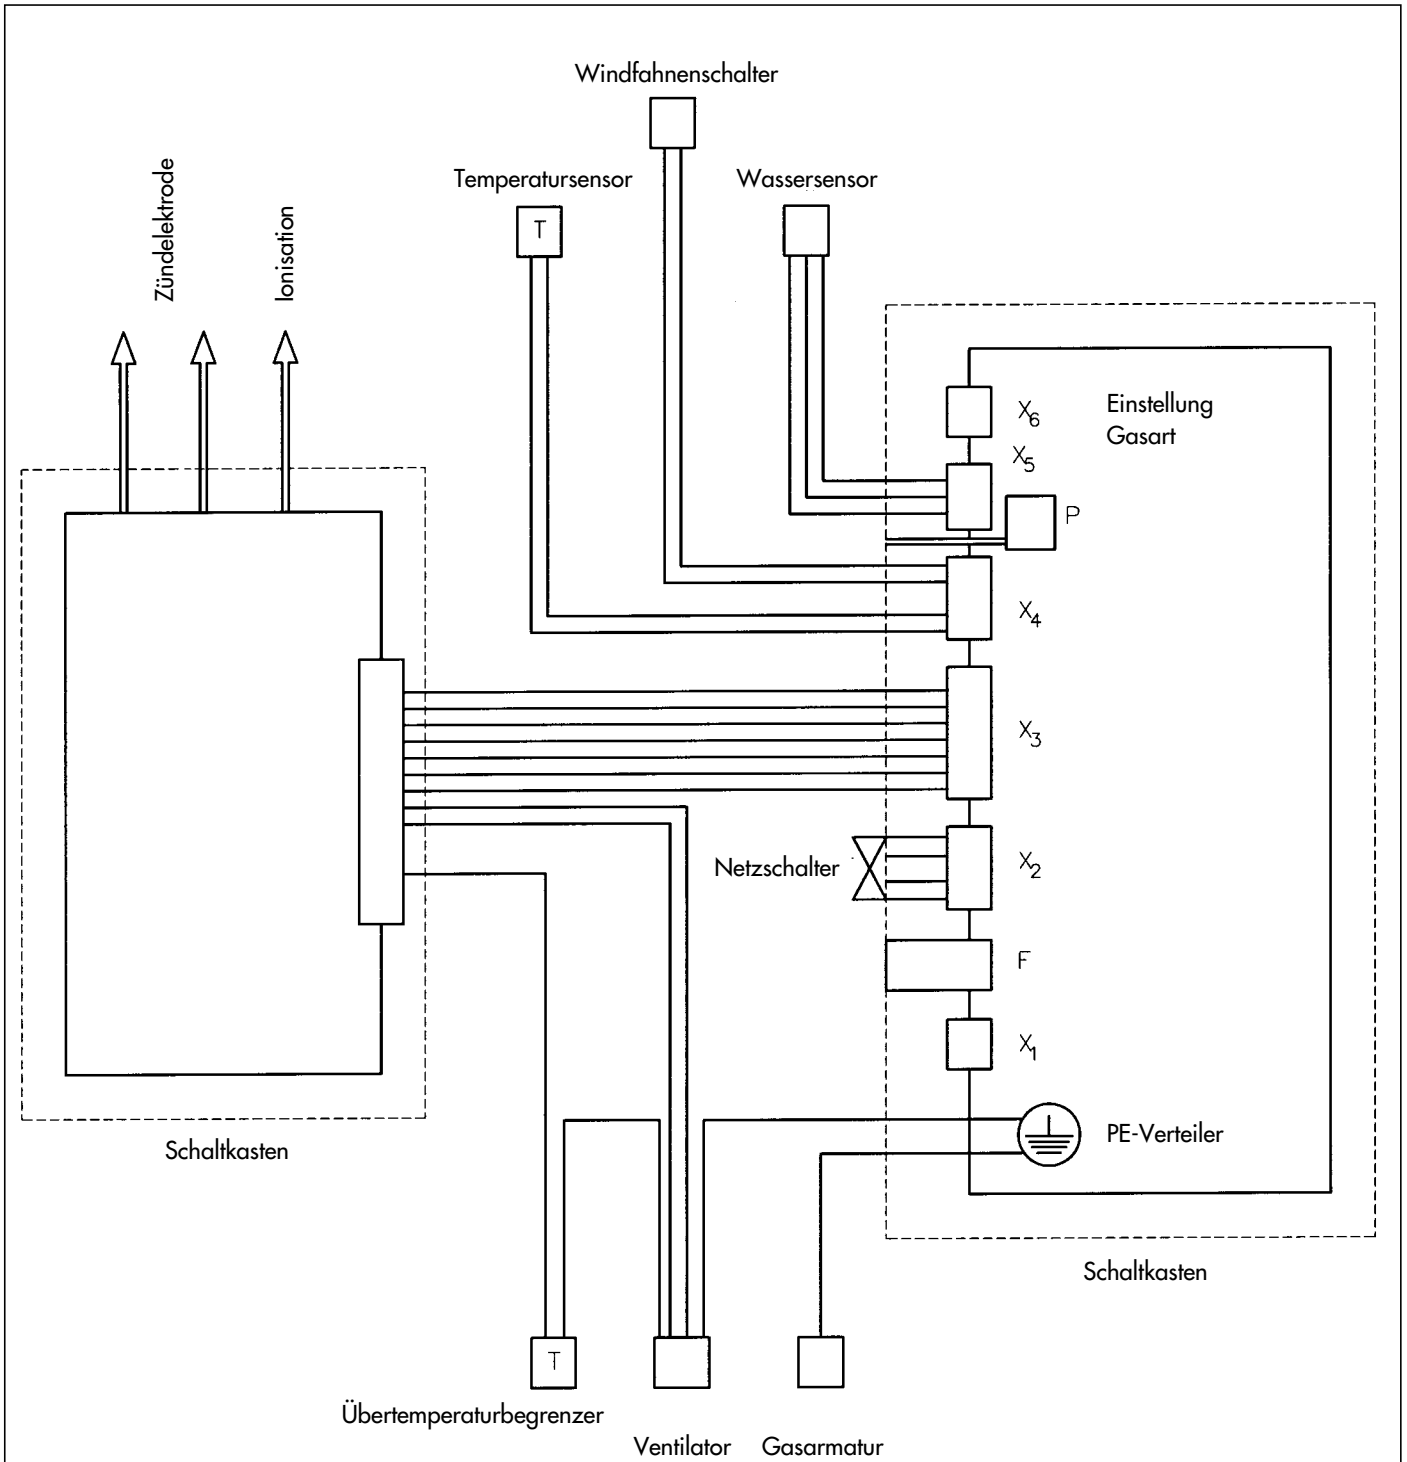 Windfahnenschalter
Temperatursensor
Wassersensor
Zündelektrode
Ionisation
T
X6
Einstellung
Gasart
X5
P
X4
X3
Netzschalter
X2
F
X1
PE-Verteiler
Schaltkasten
Schaltkasten
T
Übertemperaturbegrenzer
Ventilator
Gasarmatur